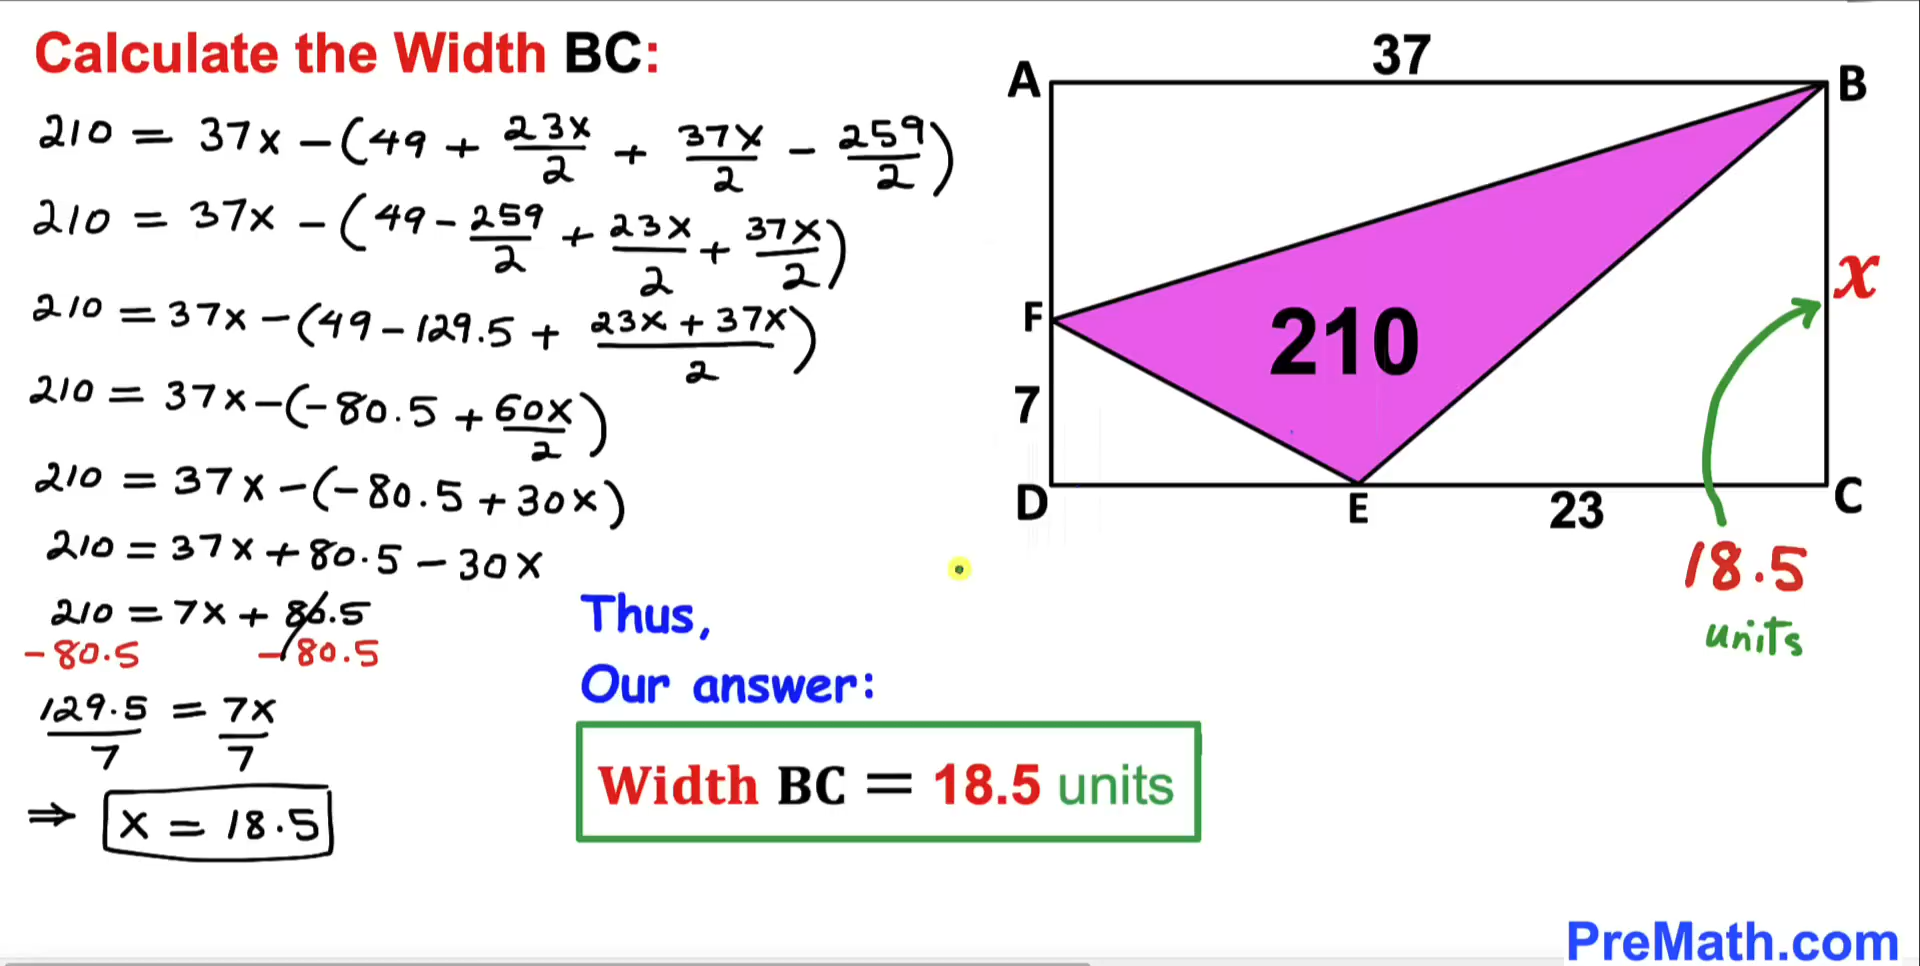 Calculate the Width BC:
210 = 37x - (49 + 23x/2 + 37x/2 - 259/2)
210 = 37x - (49 - 259/2 + 23x/2 + 37x/2)
210 = 37x - (49 - 129.5 + 23x + 37x/2)
210 = 37x - (-80.5 + 60x/2)
210 = 37x - (-80.5 + 30x)
210 = 37x + 80.5 - 30x
210 = 7x + 80.5
-80.5 -80.5
129.5/7 = 7x/7
⇒ x = 18.5
Thus,
Our answer:
Width BC = 18.5 units
37
A
B
x
F
210
7
D
E
23
C
18.5
units
PreMath.com